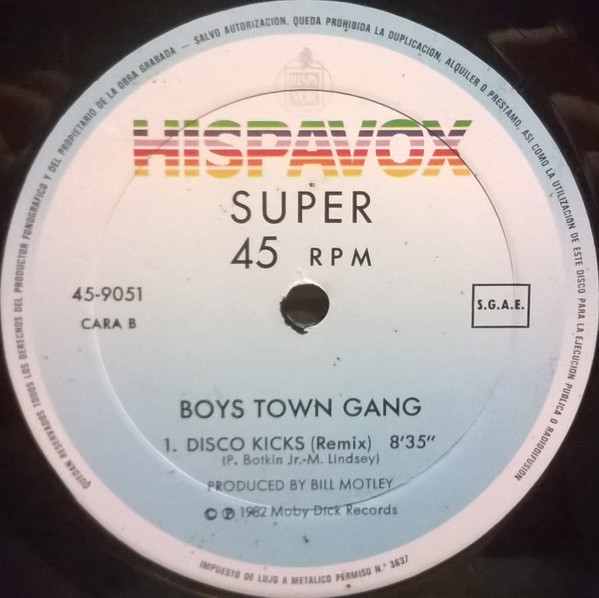 QUEDAN RESERVADOS TODOS LOS DERECHOS DEL PRODUCTOR FONOGRAFICO Y DEL PROPIETARIO DE LA OBRA GRABADA – SALVO AUTORIZACION, QUEDA PROHIBIDA LA DUPLICACION, ALQUILER O PRESTAMO, ASI COMO LA UTILIZACION DE ESTE DISCO PARA LA EJECUCION PUBLICA O RADIODIFUSION
HISPAVOX
SUPER
45 RPM
45-9051
CARA B
S.G.A.E.
BOYS TOWN GANG
1. DISCO KICKS (Remix) 8'35"
(P. Botkin Jr.-M. Lindsey)
PRODUCED BY BILL MOTLEY
© ℗ 1982 Moby Dick Records
IMPUESTO DE LUJO A METALICO PERMISO N.° 3637